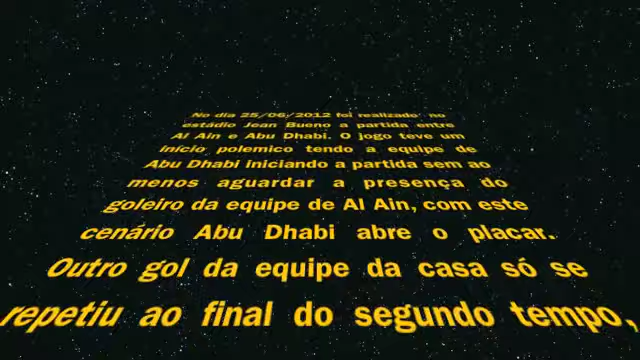 No dia 25/06/2012 foi realizado no
estádio Jean Bueno a partida entre
Al Ain e Abu Dhabi. O jogo teve um
início polemico tendo a equipe de
Abu Dhabi iniciando a partida sem ao
menos aguardar a presença do
goleiro da equipe de Al Ain, com este
cenário Abu Dhabi abre o placar.
Outro gol da equipe da casa só se
repetiu ao final do segundo tempo,